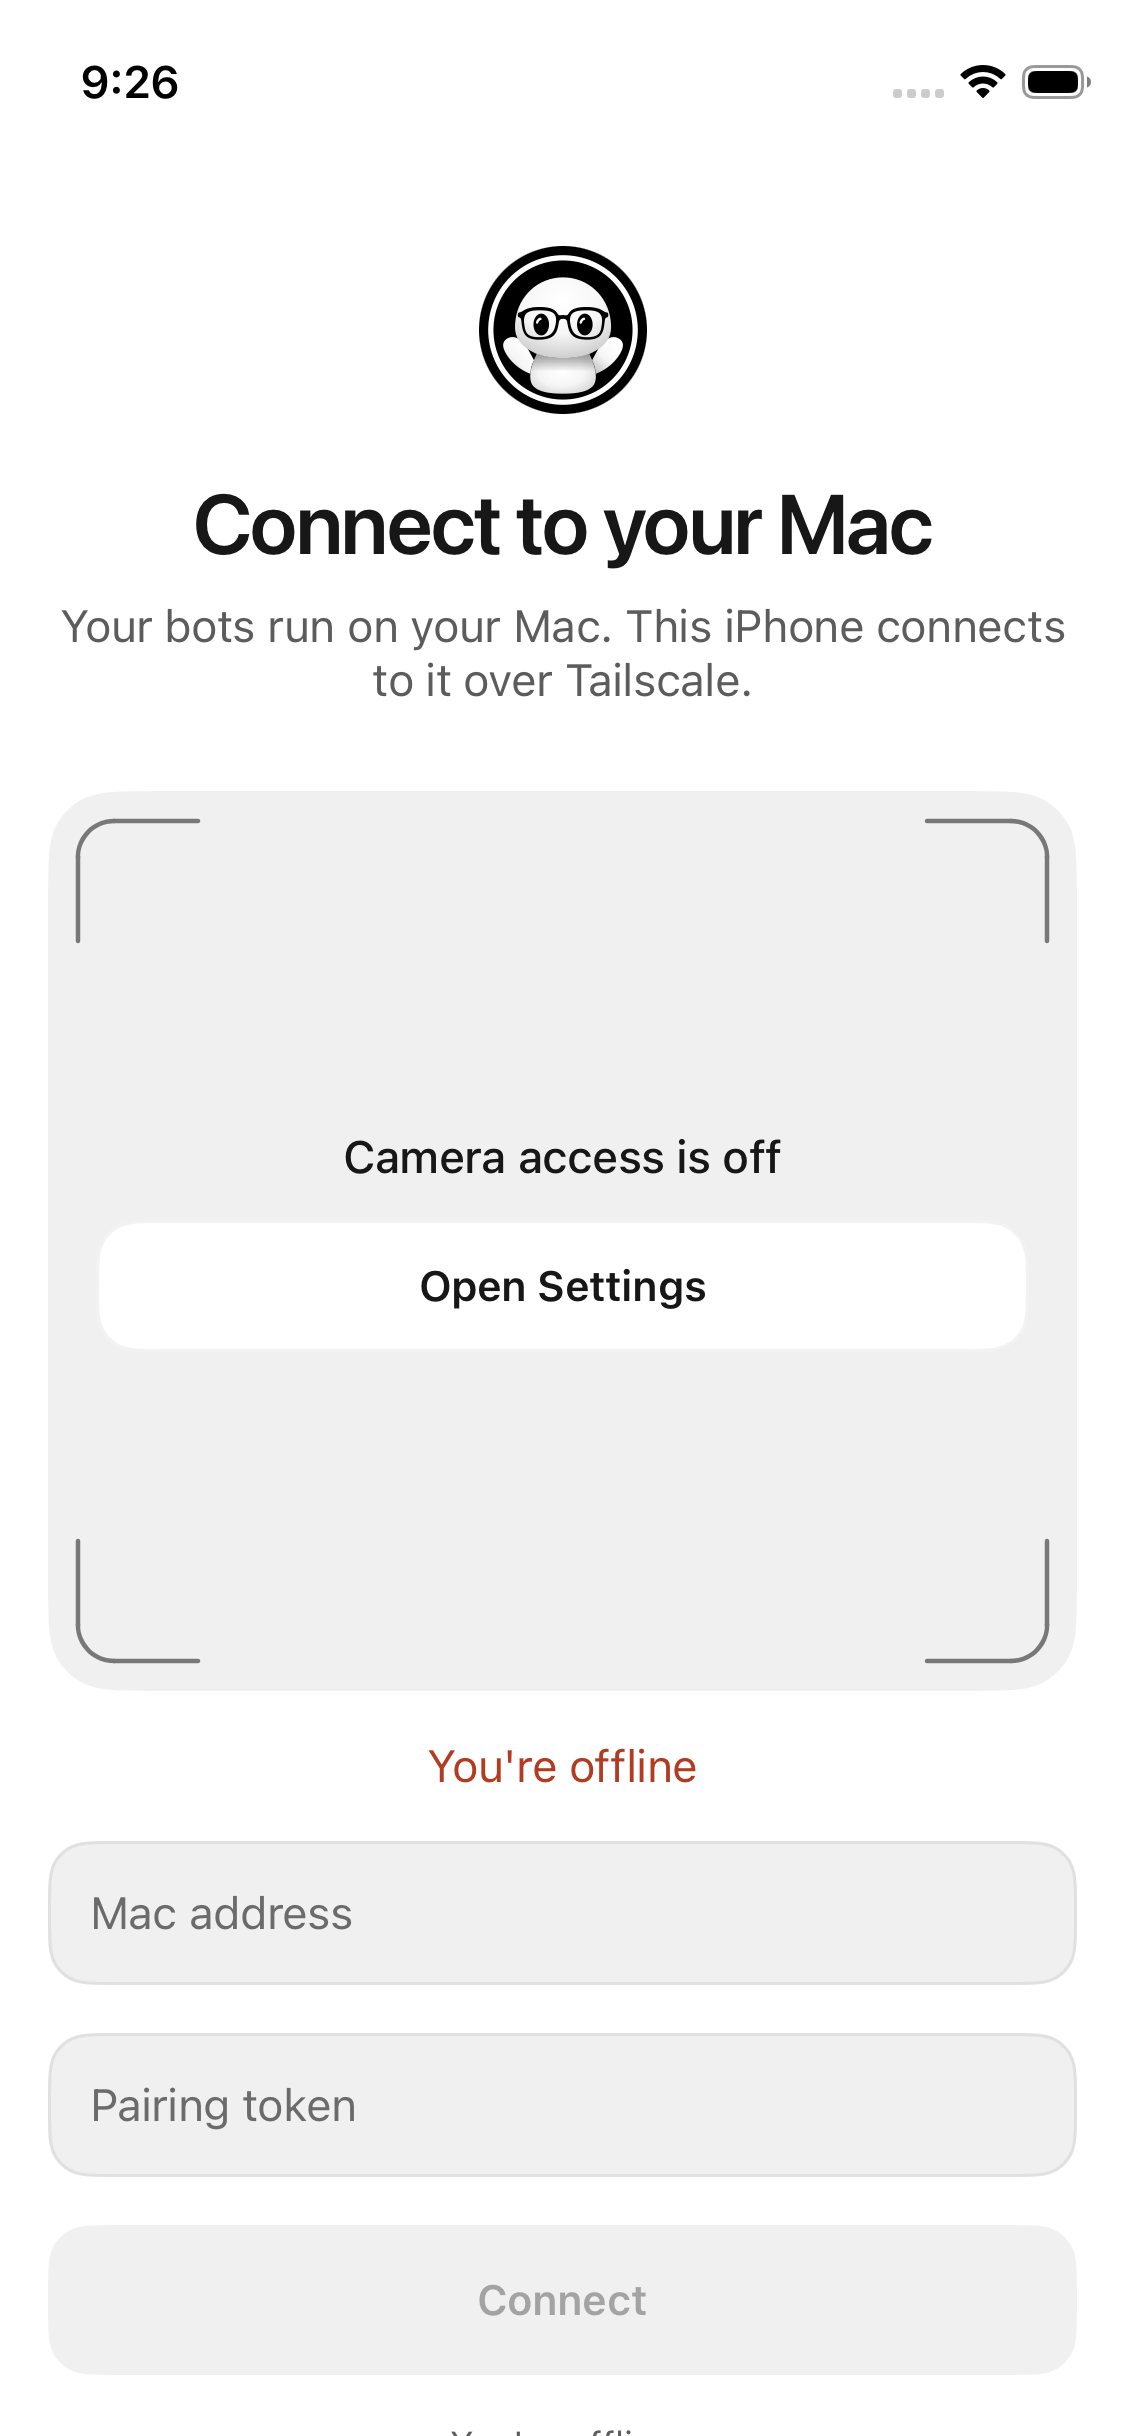 9:26
Connect to your Mac
Your bots run on your Mac. This iPhone connects
to it over Tailscale.
Camera access is off
Open Settings
You're offline
Mac address
Pairing token
Connect